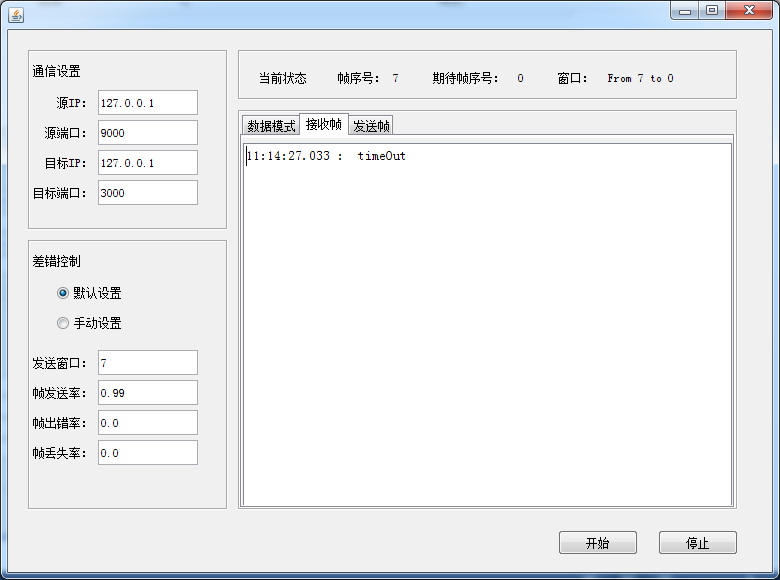 通信设置
源IP: 127.0.0.1
源端口: 9000
目标IP: 127.0.0.1
目标端口: 3000
差错控制
默认设置
手动设置
发送窗口: 7
帧发送率: 0.99
帧出错率: 0.0
帧丢失率: 0.0
当前状态 帧序号: 7 期待帧序号: 0 窗口: From 7 to 0
数据模式 接收帧 发送帧
11:14:27.033 : timeOut
开始 停止